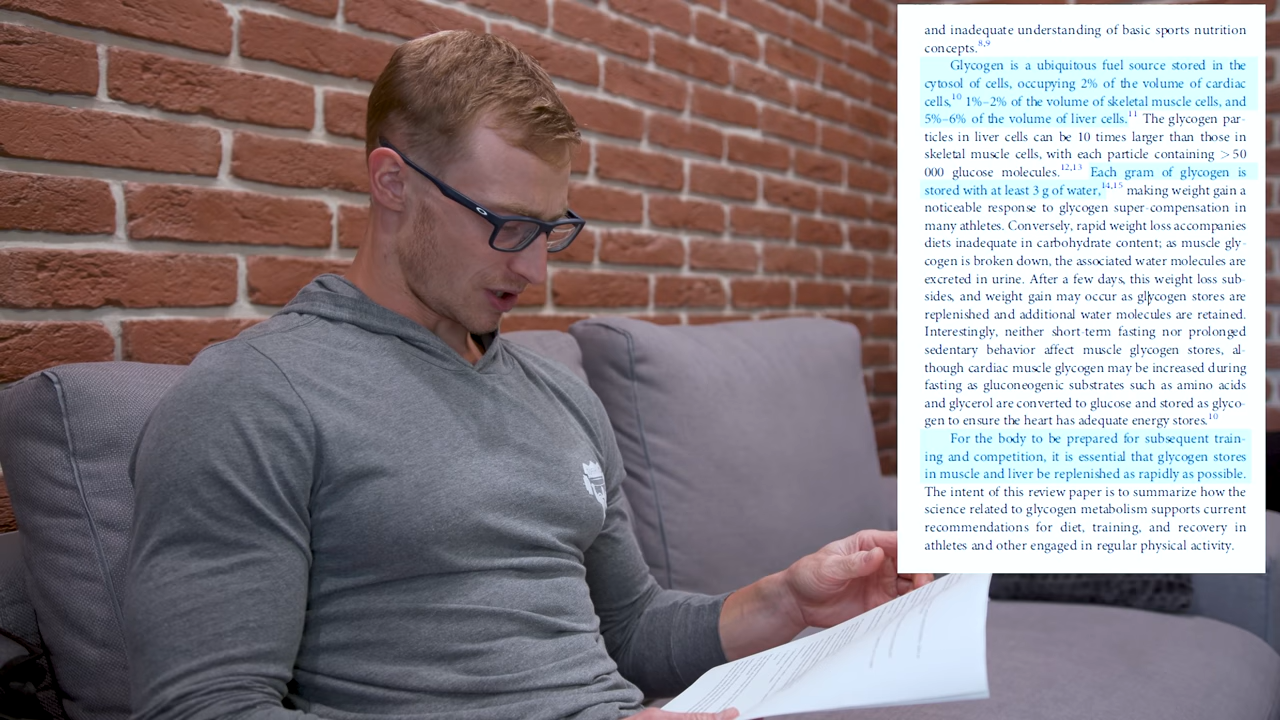 and inadequate understanding of basic sports nutrition
concepts.8,9
Glycogen is a ubiquitous fuel source stored in the
cytosol of cells, occupying 2% of the volume of cardiac
cells,10 1%–2% of the volume of skeletal muscle cells, and
5%–6% of the volume of liver cells.11 The glycogen par-
ticles in liver cells can be 10 times larger than those in
skeletal muscle cells, with each particle containing >50
000 glucose molecules.12,13 Each gram of glycogen is
stored with at least 3 g of water,14,15 making weight gain a
noticeable response to glycogen super-compensation in
many athletes. Conversely, rapid weight loss accompanies
diets inadequate in carbohydrate content; as muscle gly-
cogen is broken down, the associated water molecules are
excreted in urine. After a few days, this weight loss sub-
sides, and weight gain may occur as glycogen stores are
replenished and additional water molecules are retained.
Interestingly, neither short-term fasting nor prolonged
sedentary behavior affect muscle glycogen stores, al-
though cardiac muscle glycogen may be increased during
fasting as gluconeogenic substrates such as amino acids
and glycerol are converted to glucose and stored as glyco-
gen to ensure the heart has adequate energy stores.10
For the body to be prepared for subsequent train-
ing and competition, it is essential that glycogen stores
in muscle and liver be replenished as rapidly as possible.
The intent of this review paper is to summarize how the
science related to glycogen metabolism supports current
recommendations for diet, training, and recovery in
athletes and other engaged in regular physical activity.